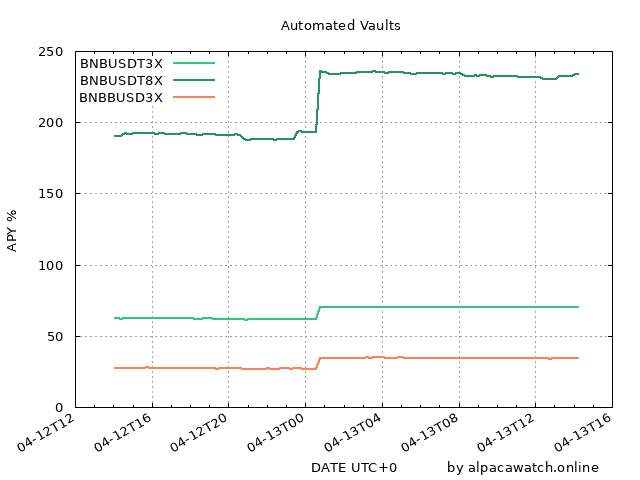 Automated Vaults
250
200
150
100
50
0
APY %
BNBUSDT3X
BNBUSDT8X
BNBBUSD3X
04-12T12
04-12T16
04-12T20
04-13T00
04-13T04
04-13T08
04-13T12
04-13T16
DATE UTC+0
by alpacawatch.online